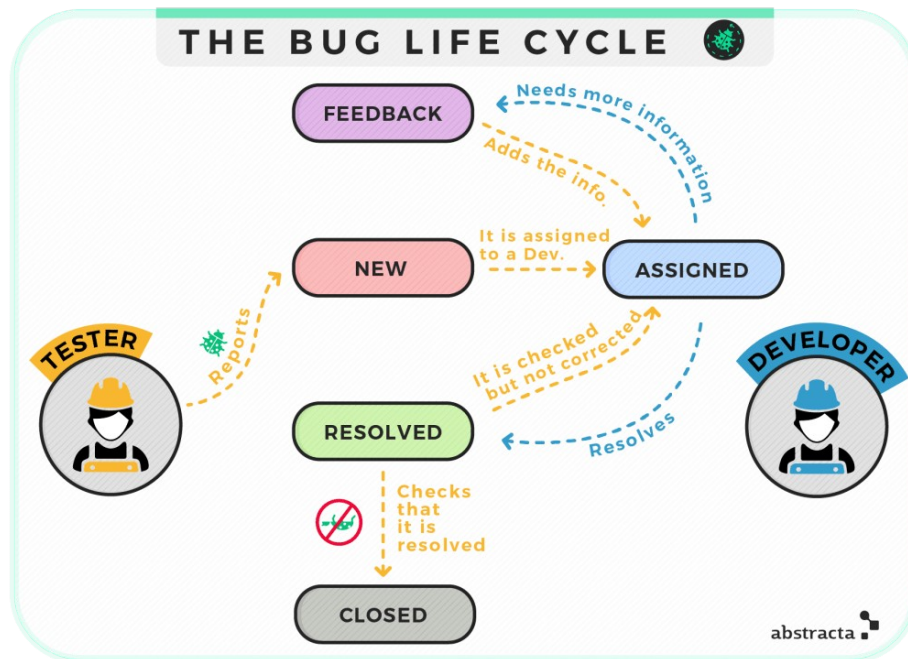 THE BUG LIFE CYCLE
FEEDBACK
Needs more information
Adds the info.
NEW
It is assigned
to a Dev.
ASSIGNED
TESTER
Reports
It is checked
but not corrected
DEVELOPER
RESOLVED
Resolves
Checks
that
it is
resolved
CLOSED
abstracta